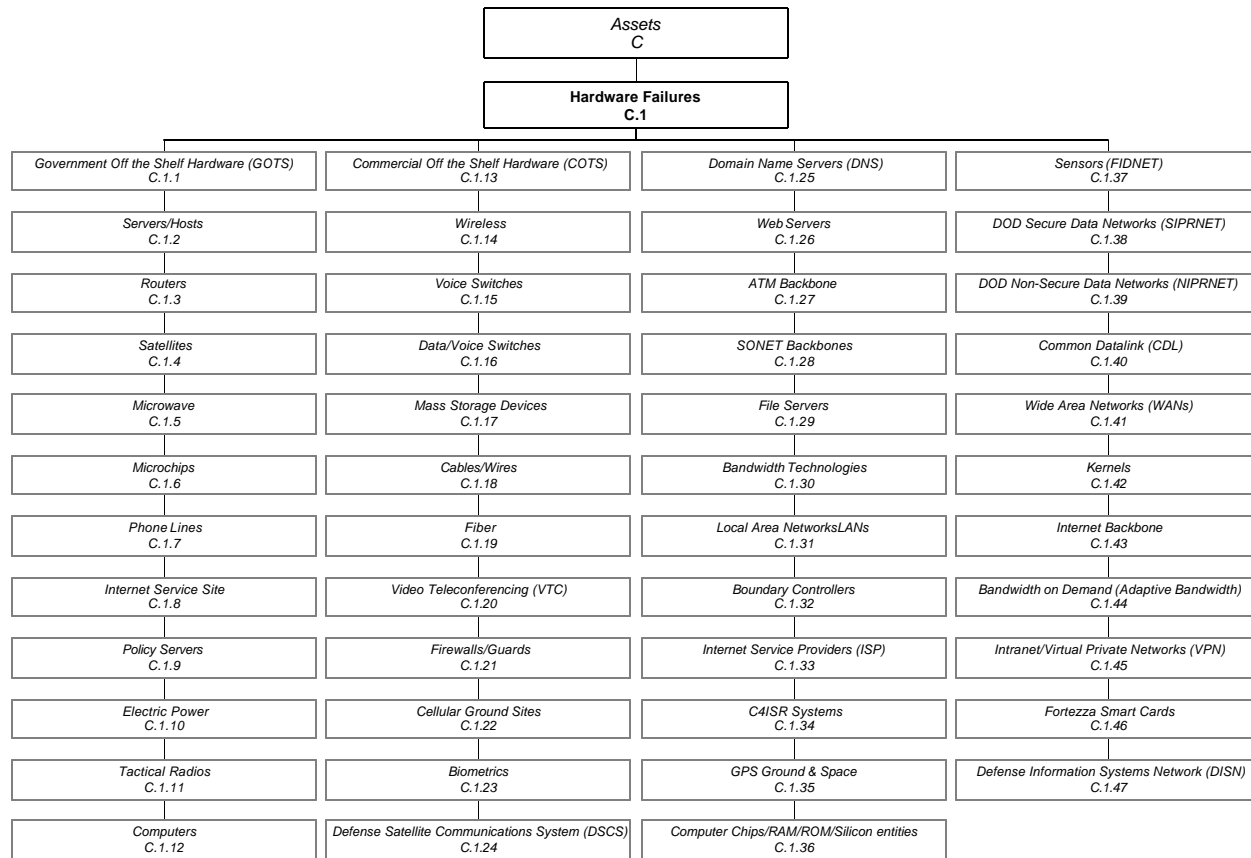 Assets
C
Hardware Failures
C.1
Government Off the Shelf Hardware (GOTS)
C.1.1
Servers/Hosts
C.1.2
Routers
C.1.3
Satellites
C.1.4
Microwave
C.1.5
Microchips
C.1.6
Phone Lines
C.1.7
Internet Service Site
C.1.8
Policy Servers
C.1.9
Electric Power
C.1.10
Tactical Radios
C.1.11
Computers
C.1.12
Commercial Off the Shelf Hardware (COTS)
C.1.13
Wireless
C.1.14
Voice Switches
C.1.15
Data/Voice Switches
C.1.16
Mass Storage Devices
C.1.17
Cables/Wires
C.1.18
Fiber
C.1.19
Video Teleconferencing (VTC)
C.1.20
Firewalls/Guards
C.1.21
Cellular Ground Sites
C.1.22
Biometrics
C.1.23
Defense Satellite Communications System (DSCS)
C.1.24
Domain Name Servers (DNS)
C.1.25
Web Servers
C.1.26
ATM Backbone
C.1.27
SONET Backbones
C.1.28
File Servers
C.1.29
Bandwidth Technologies
C.1.30
Local Area NetworksLANs
C.1.31
Boundary Controllers
C.1.32
Internet Service Providers (ISP)
C.1.33
C4ISR Systems
C.1.34
GPS Ground & Space
C.1.35
Computer Chips/RAM/ROM/Silicon entities
C.1.36
Sensors (FIDNET)
C.1.37
DOD Secure Data Networks (SIPRNET)
C.1.38
DOD Non-Secure Data Networks (NIPRNET)
C.1.39
Common Datalink (CDL)
C.1.40
Wide Area Networks (WANs)
C.1.41
Kernels
C.1.42
Internet Backbone
C.1.43
Bandwidth on Demand (Adaptive Bandwidth)
C.1.44
Intranet/Virtual Private Networks (VPN)
C.1.45
Fortezza Smart Cards
C.1.46
Defense Information Systems Network (DISN)
C.1.47